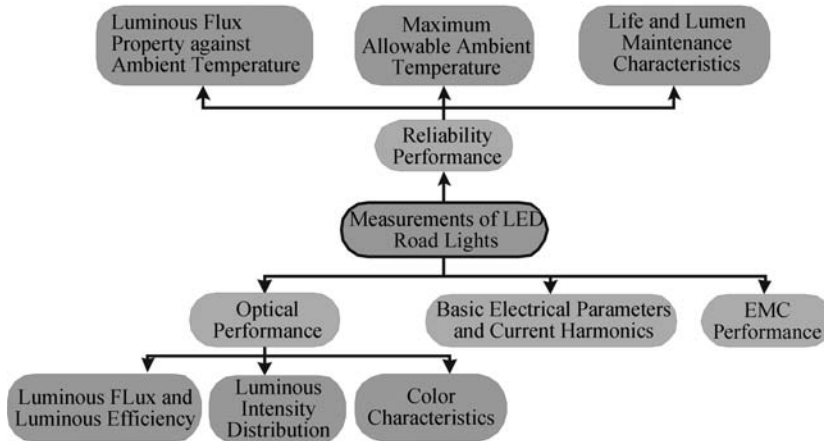 Luminous Flux
Property against
Ambient Temperature
Maximum
Allowable Ambient
Temperature
Life and Lumen
Maintenance
Characteristics
Reliability
Performance
Measurements of LED
Road Lights
Optical
Performance
Basic Electrical Parameters
and Current Harmonics
EMC
Performance
Luminous FLux and
Luminous Efficiency
Luminous
Intensity
Distribution
Color
Characteristics